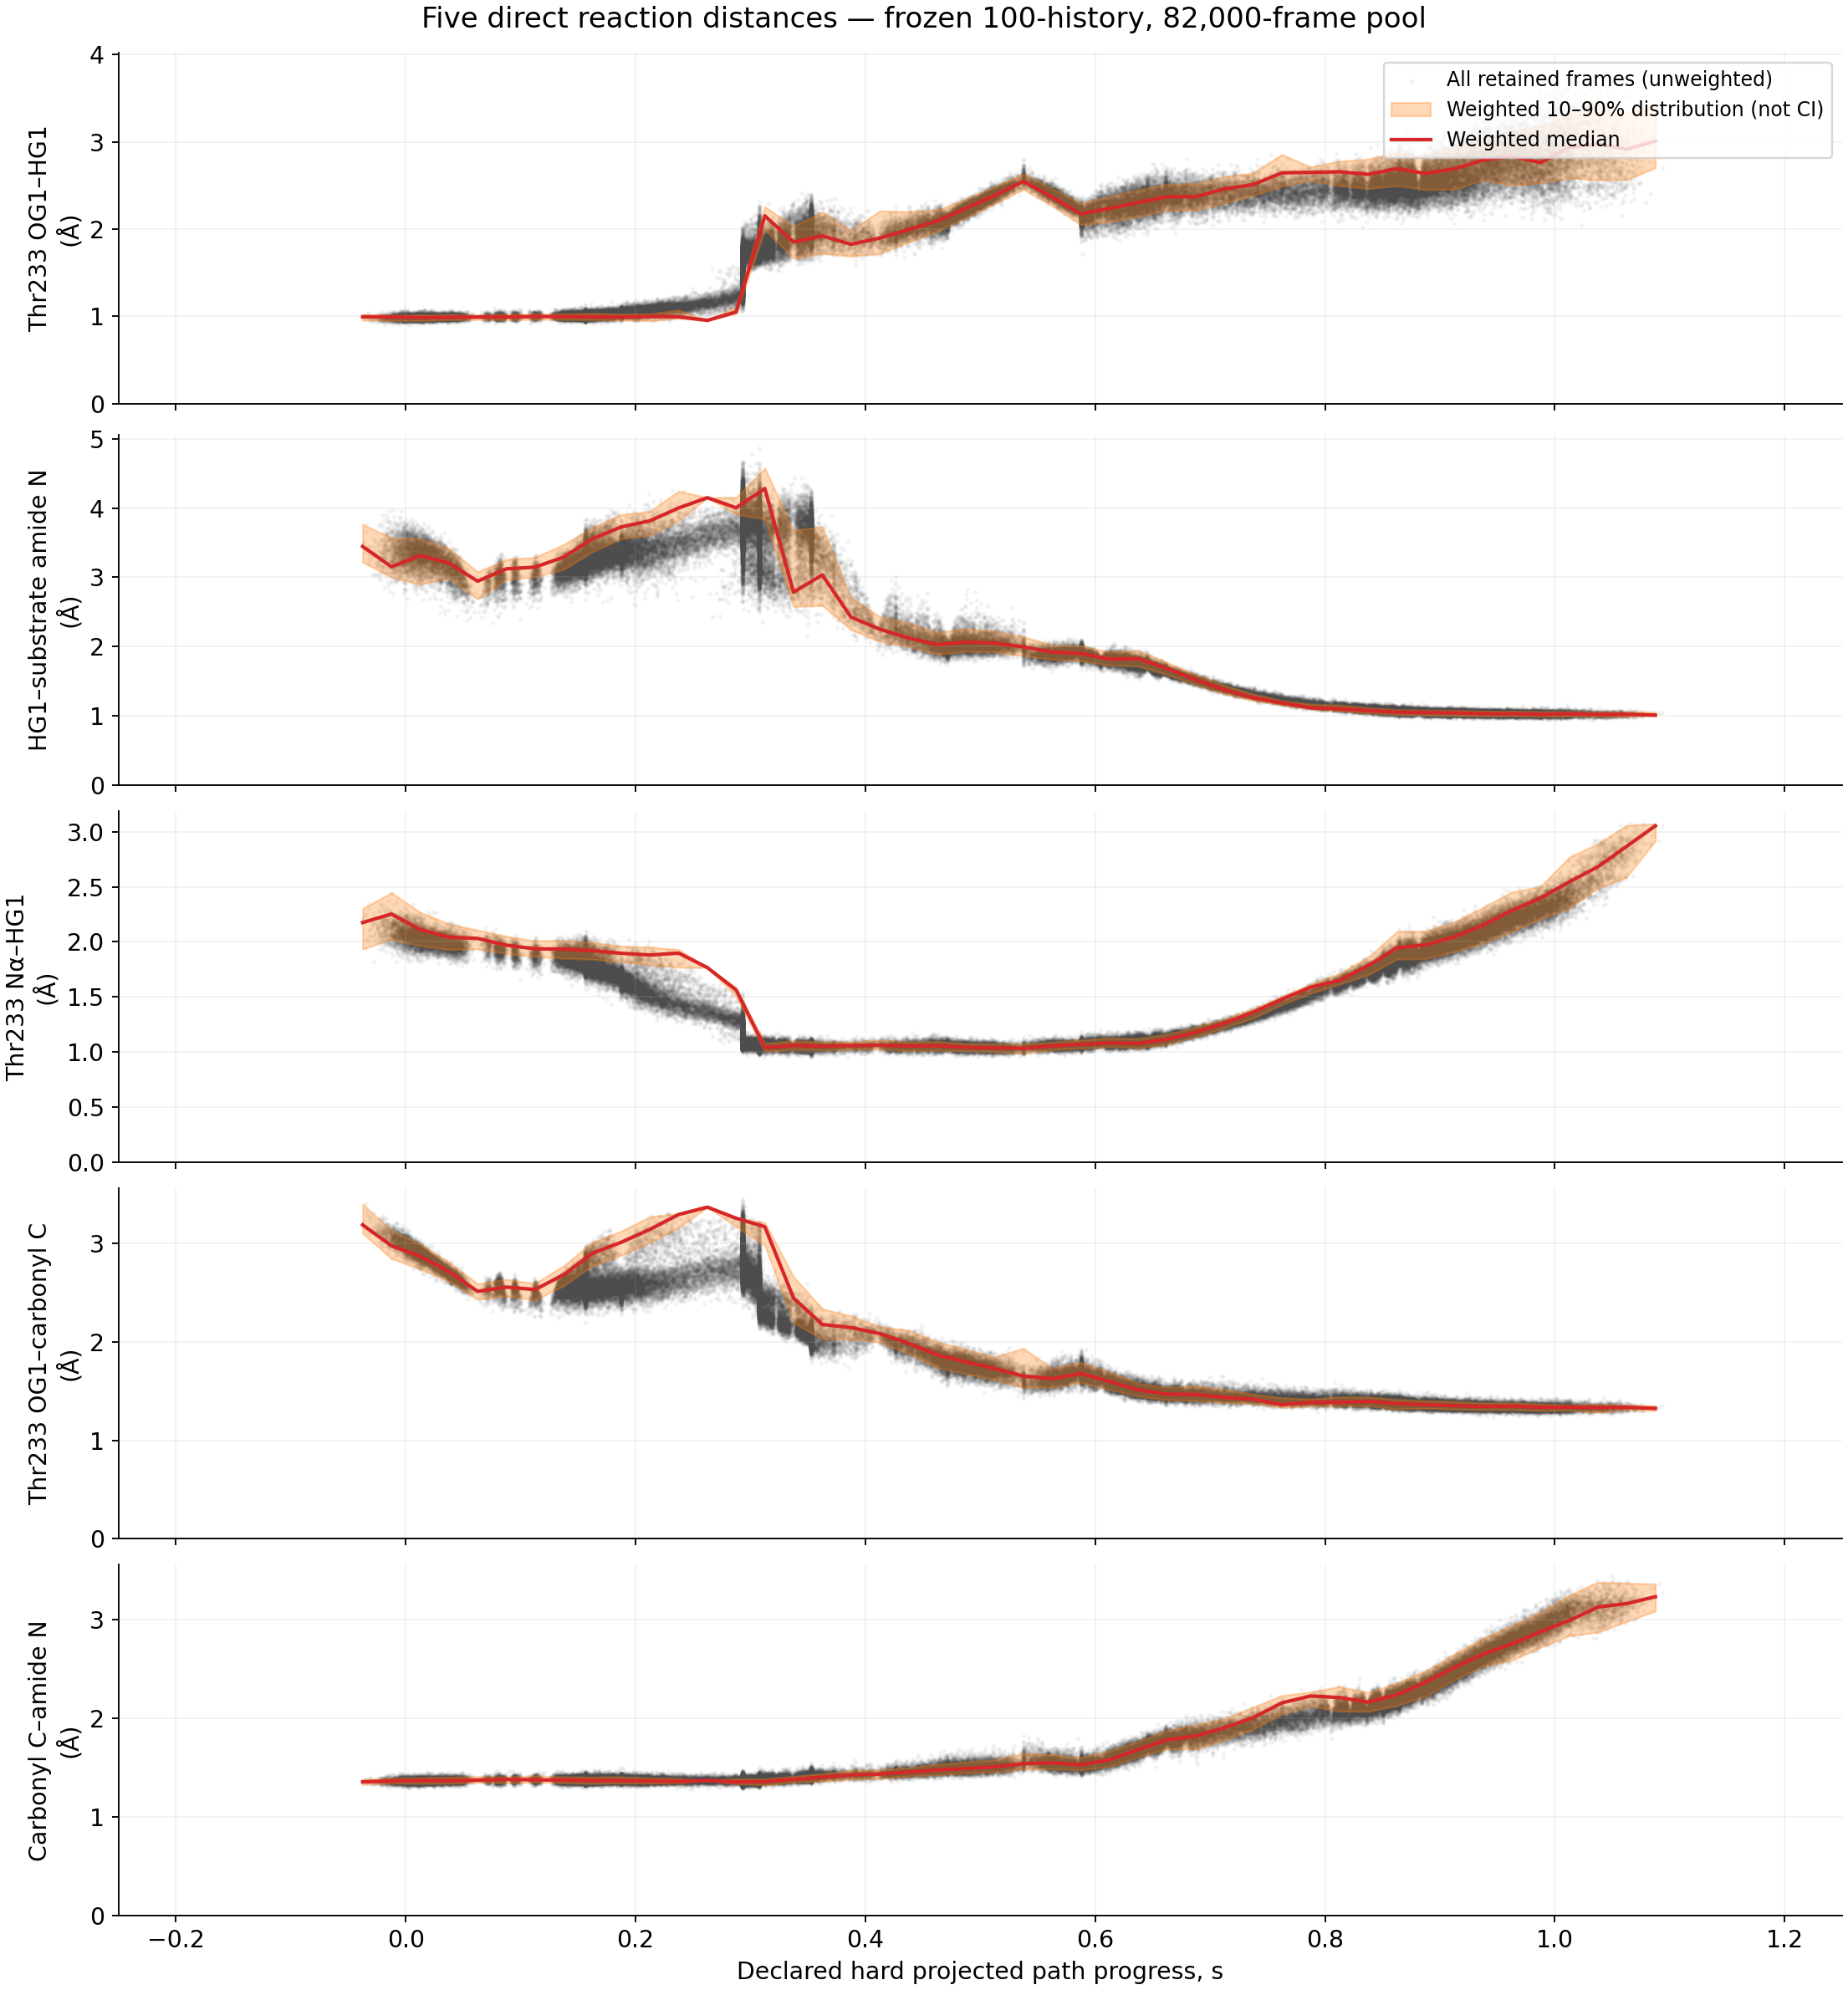 Five direct reaction distances — frozen 100-history, 82,000-frame pool
All retained frames (unweighted)
Weighted 10–90% distribution (not CI)
Weighted median
Thr233 OG1–HG1
(Å)
4
3
2
1
0
HG1–substrate amide N
(Å)
5
4
3
2
1
0
Thr233 Nα–HG1
(Å)
3.0
2.5
2.0
1.5
1.0
0.5
0.0
Thr233 OG1–carbonyl C
(Å)
3
2
1
0
Carbonyl C–amide N
(Å)
3
2
1
0
−0.2 0.0 0.2 0.4 0.6 0.8 1.0 1.2
Declared hard projected path progress, s